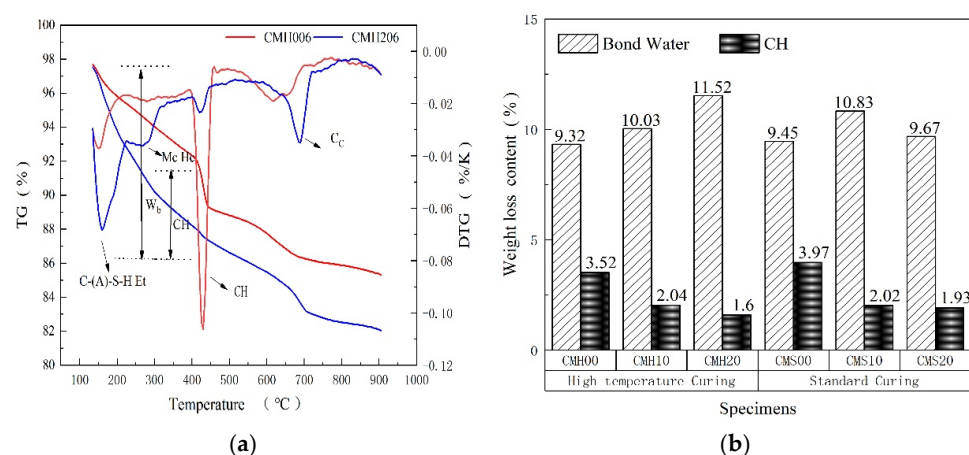 CMH006 CMH206
100
98
96
94
92
90
88
86
84
82
80
TG (%)
0.00
-0.02
-0.04
-0.06
-0.08
-0.10
-0.12
DTG (%/K)
Mc Hc
C_C
W_b
CH
C-(A)-S-H Et
CH
100 200 300 400 500 600 700 800 900 1000
Temperature (℃)
(a)
Bond Water CH
15
10
5
0
Weight loss content (%)
9.32
3.52
10.03
2.04
11.52
1.6
9.45
3.97
10.83
2.02
9.67
1.93
CMH00 CMH10 CMH20 CMS00 CMS10 CMS20
High temperature Curing Standard Curing
Specimens
(b)